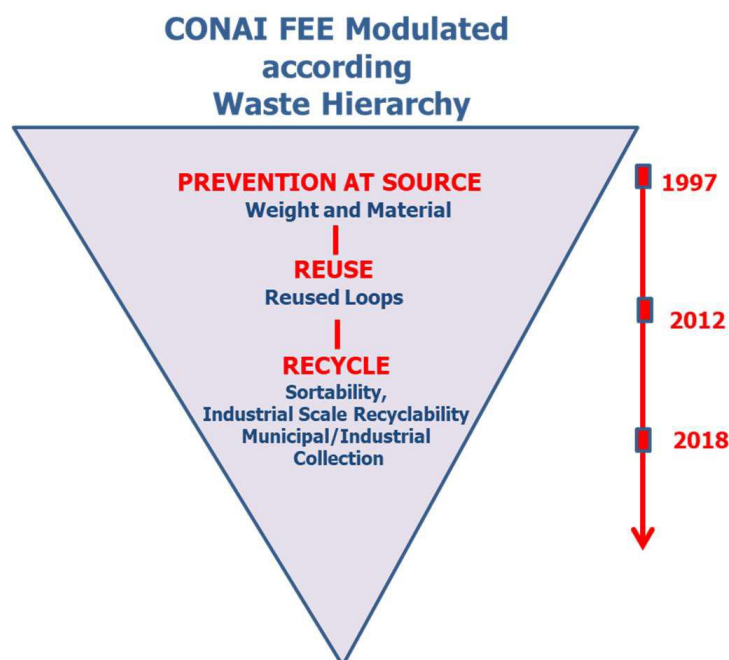 CONAI FEE Modulated
according
Waste Hierarchy
PREVENTION AT SOURCE
Weight and Material
REUSE
Reused Loops
RECYCLE
Sortability,
Industrial Scale Recyclability
Municipal/Industrial
Collection
1997
2012
2018